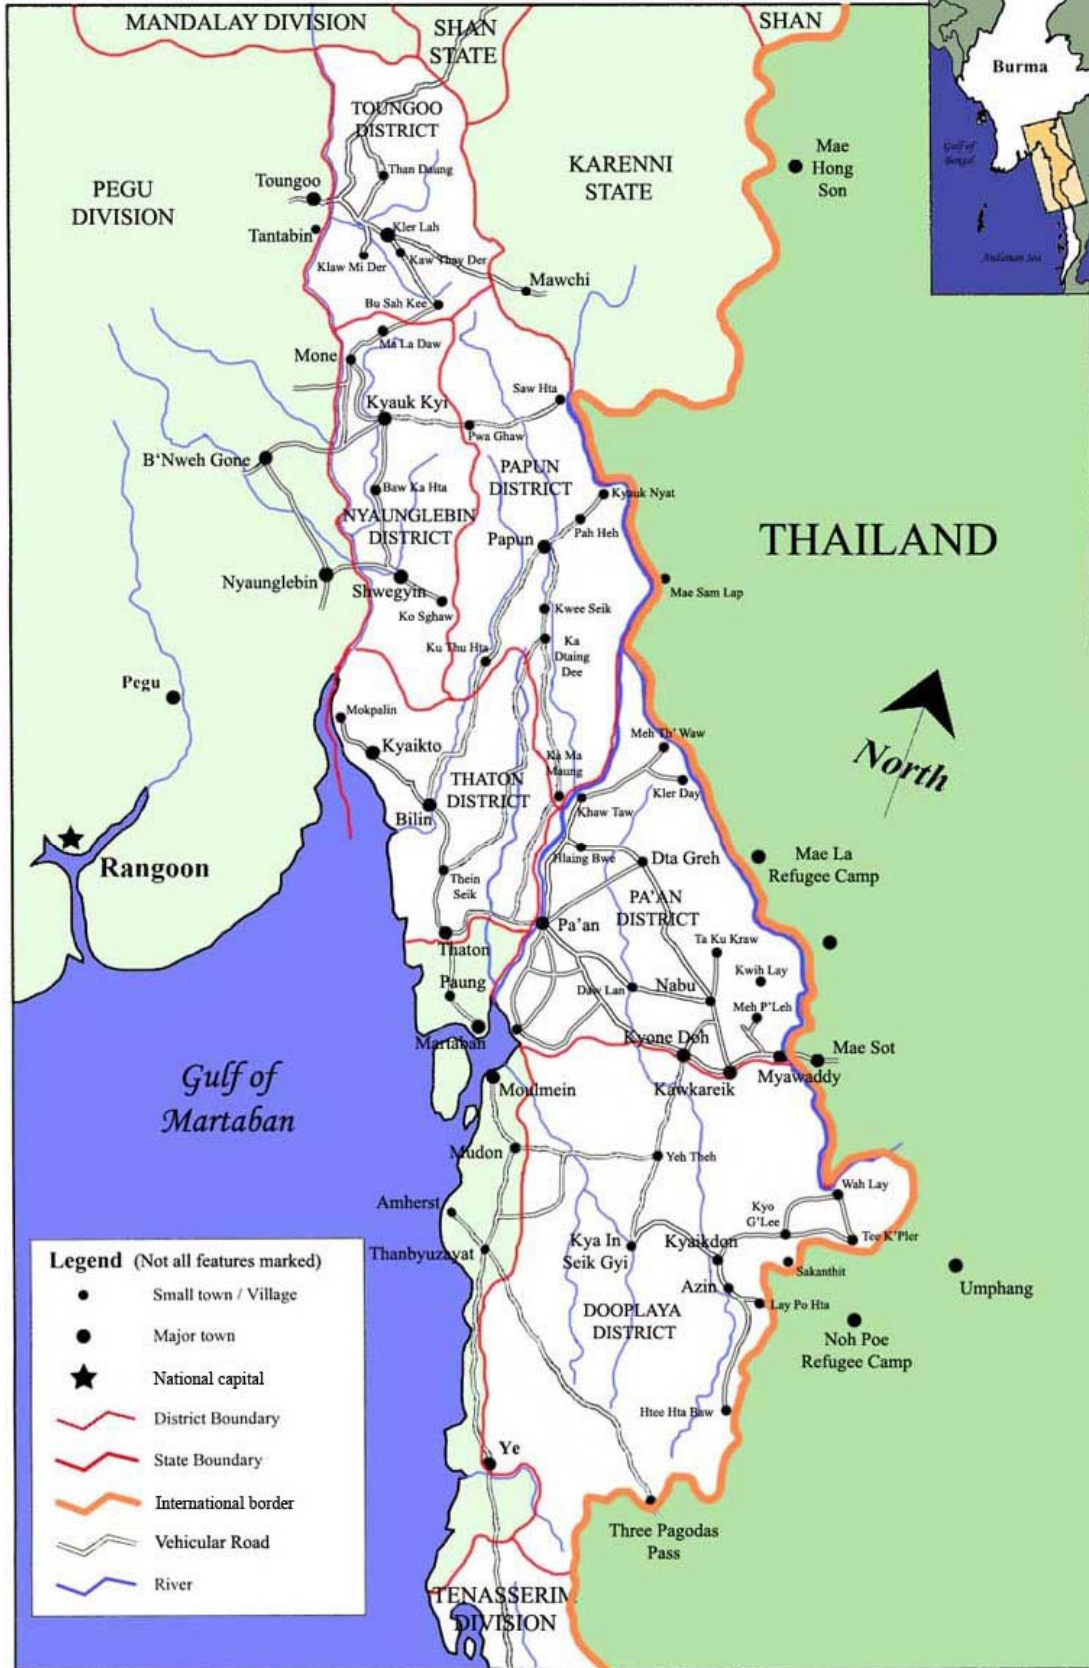 MANDALAY DIVISION
SHAN
STATE
SHAN
Burma
Gulf of
Bengal
Andaman Sea
TOUNGOO
DISTRICT
Than Daung
Toungoo
Tantabin
Kler Lah
Klaw Mi Der
Kaw Thay Der
Bu Sah Kee
Mawchi
PEGU
DIVISION
KARENNI
STATE
Mae
Hong
Son
Ma La Daw
Mone
Saw Hta
Kyauk Kyi
Pwa Ghaw
B'Nweh Gone
PAPUN
DISTRICT
Baw Ka Hta
Kyauk Nyat
NYAUNGLEBIN
DISTRICT
Pah Heh
Papun
THAILAND
Nyaunglebin
Shwegyin
Mae Sam Lap
Ko Sghaw
Kwee Seik
Ku Thu Hta
Ka
Dtaing
Dee
Pegu
Mokpalin
Kyaikto
Meh Th' Waw
North
Ka Ma
Maung
THATON
DISTRICT
Kler Day
Bilin
Khaw Taw
Rangoon
Hlaing Bwe
Dta Greh
Mae La
Refugee Camp
Thein
Seik
PA'AN
DISTRICT
Pa'an
Thaton
Ta Ku Kraw
Kwih Lay
Paung
Daw Lan
Nabu
Meh P'Leh
Martaban
Kyone Doh
Mae Sot
Kawkareik
Myawaddy
Gulf of
Martaban
Moulmein
Mudon
Yeh Theh
Wah Lay
Amherst
Kyo
G'Lee
Tee K'Pler
Thanbyuzayat
Kya In
Seik Gyi
Kyaikdon
Sakanthit
Azin
Umphang
Lay Po Hta
DOOPLAYA
DISTRICT
Noh Poe
Refugee Camp
Htee Hta Baw
Ye
Three Pagodas
Pass
TENASSERIM
DIVISION
Legend (Not all features marked)
Small town / Village
Major town
National capital
District Boundary
State Boundary
International border
Vehicular Road
River